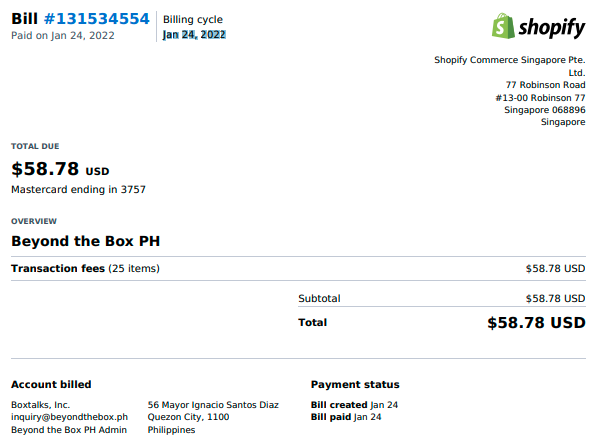 Bill #131534554
Paid on Jan 24, 2022
Billing cycle
Jan 24, 2022
shopify
Shopify Commerce Singapore Pte.
Ltd.
77 Robinson Road
#13-00 Robinson 77
Singapore 068896
Singapore
TOTAL DUE
$58.78 USD
Mastercard ending in 3757
OVERVIEW
Beyond the Box PH
Transaction fees (25 items) $58.78 USD
Subtotal $58.78 USD
Total $58.78 USD
Account billed
Boxtalks, Inc.
inquiry@beyondthebox.ph
Beyond the Box PH Admin
56 Mayor Ignacio Santos Diaz
Quezon City, 1100
Philippines
Payment status
Bill created Jan 24
Bill paid Jan 24